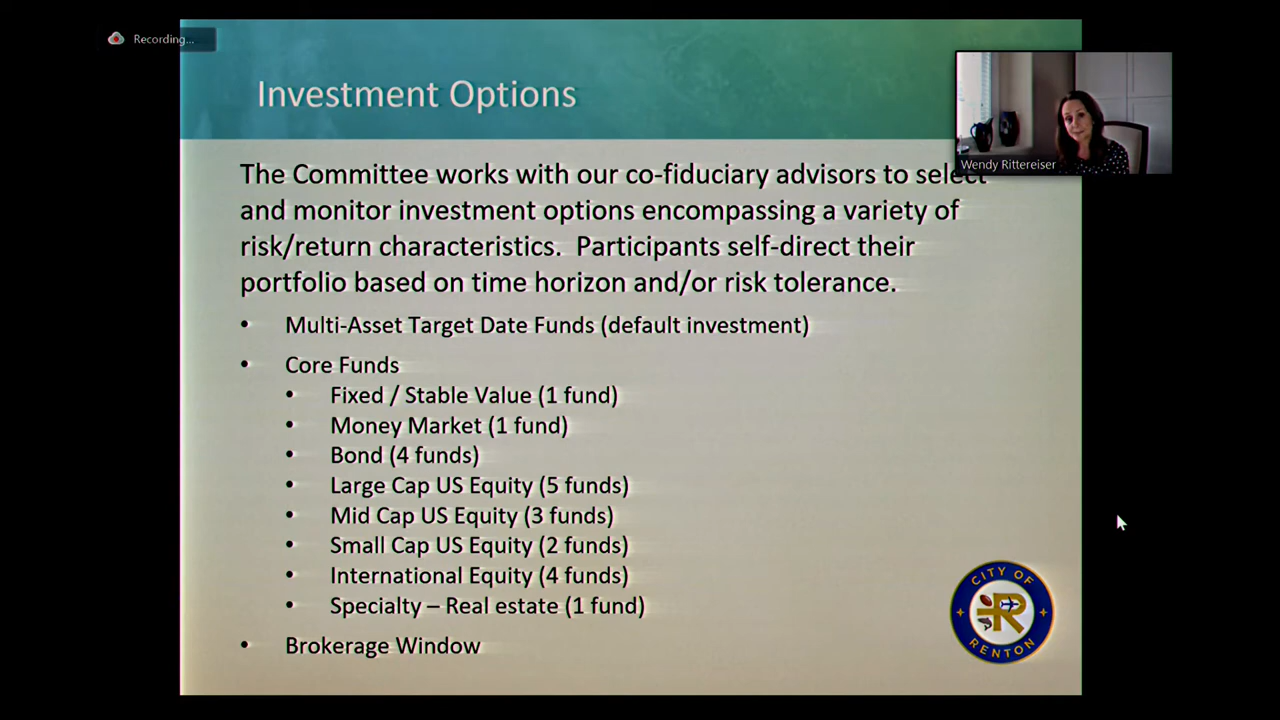 Recording...
Investment Options
Wendy Rittereiser
The Committee works with our co-fiduciary advisors to select
and monitor investment options encompassing a variety of
risk/return characteristics.  Participants self-direct their
portfolio based on time horizon and/or risk tolerance.
• Multi-Asset Target Date Funds (default investment)
• Core Funds
• Fixed / Stable Value (1 fund)
• Money Market (1 fund)
• Bond (4 funds)
• Large Cap US Equity (5 funds)
• Mid Cap US Equity (3 funds)
• Small Cap US Equity (2 funds)
• International Equity (4 funds)
• Specialty – Real estate (1 fund)
• Brokerage Window
CITY OF
R
RENTON